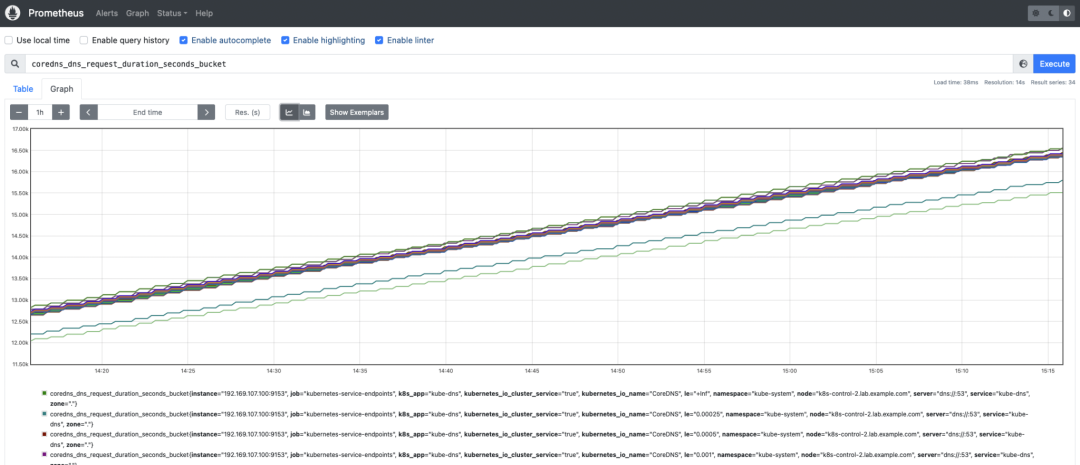 Prometheus Alerts Graph Status Help
Use local time Enable query history Enable autocomplete Enable highlighting Enable linter
coredns_dns_request_duration_seconds_bucket Execute
Load time: 38ms Resolution: 14s Result series: 34
Table Graph
1h End time Res. (s) Show Exemplars
17.00k
16.50k
16.00k
15.50k
15.00k
14.50k
14.00k
13.50k
13.00k
12.50k
12.00k
11.50k
14:20 14:25 14:30 14:35 14:40 14:45 14:50 14:55 15:00 15:05 15:10 15:15
coredns_dns_request_duration_seconds_bucket{instance="192.169.107.100:9153", job="kubernetes-service-endpoints", k8s_app="kube-dns", kubernetes_io_cluster_service="true", kubernetes_io_name="CoreDNS", le="+Inf", namespace="kube-system", node="k8s-control-2.lab.example.com", server="dns://:53", service="kube-dns",
zone="."}
coredns_dns_request_duration_seconds_bucket{instance="192.169.107.100:9153", job="kubernetes-service-endpoints", k8s_app="kube-dns", kubernetes_io_cluster_service="true", kubernetes_io_name="CoreDNS", le="0.00025", namespace="kube-system", node="k8s-control-2.lab.example.com", server="dns://:53", service="kube-
dns", zone="."}
coredns_dns_request_duration_seconds_bucket{instance="192.169.107.100:9153", job="kubernetes-service-endpoints", k8s_app="kube-dns", kubernetes_io_cluster_service="true", kubernetes_io_name="CoreDNS", le="0.0005", namespace="kube-system", node="k8s-control-2.lab.example.com", server="dns://:53", service="kube-
dns", zone="."}
coredns_dns_request_duration_seconds_bucket{instance="192.169.107.100:9153", job="kubernetes-service-endpoints", k8s_app="kube-dns", kubernetes_io_cluster_service="true", kubernetes_io_name="CoreDNS", le="0.001", namespace="kube-system", node="k8s-control-2.lab.example.com", server="dns://:53", service="kube-
dns", zone="."}